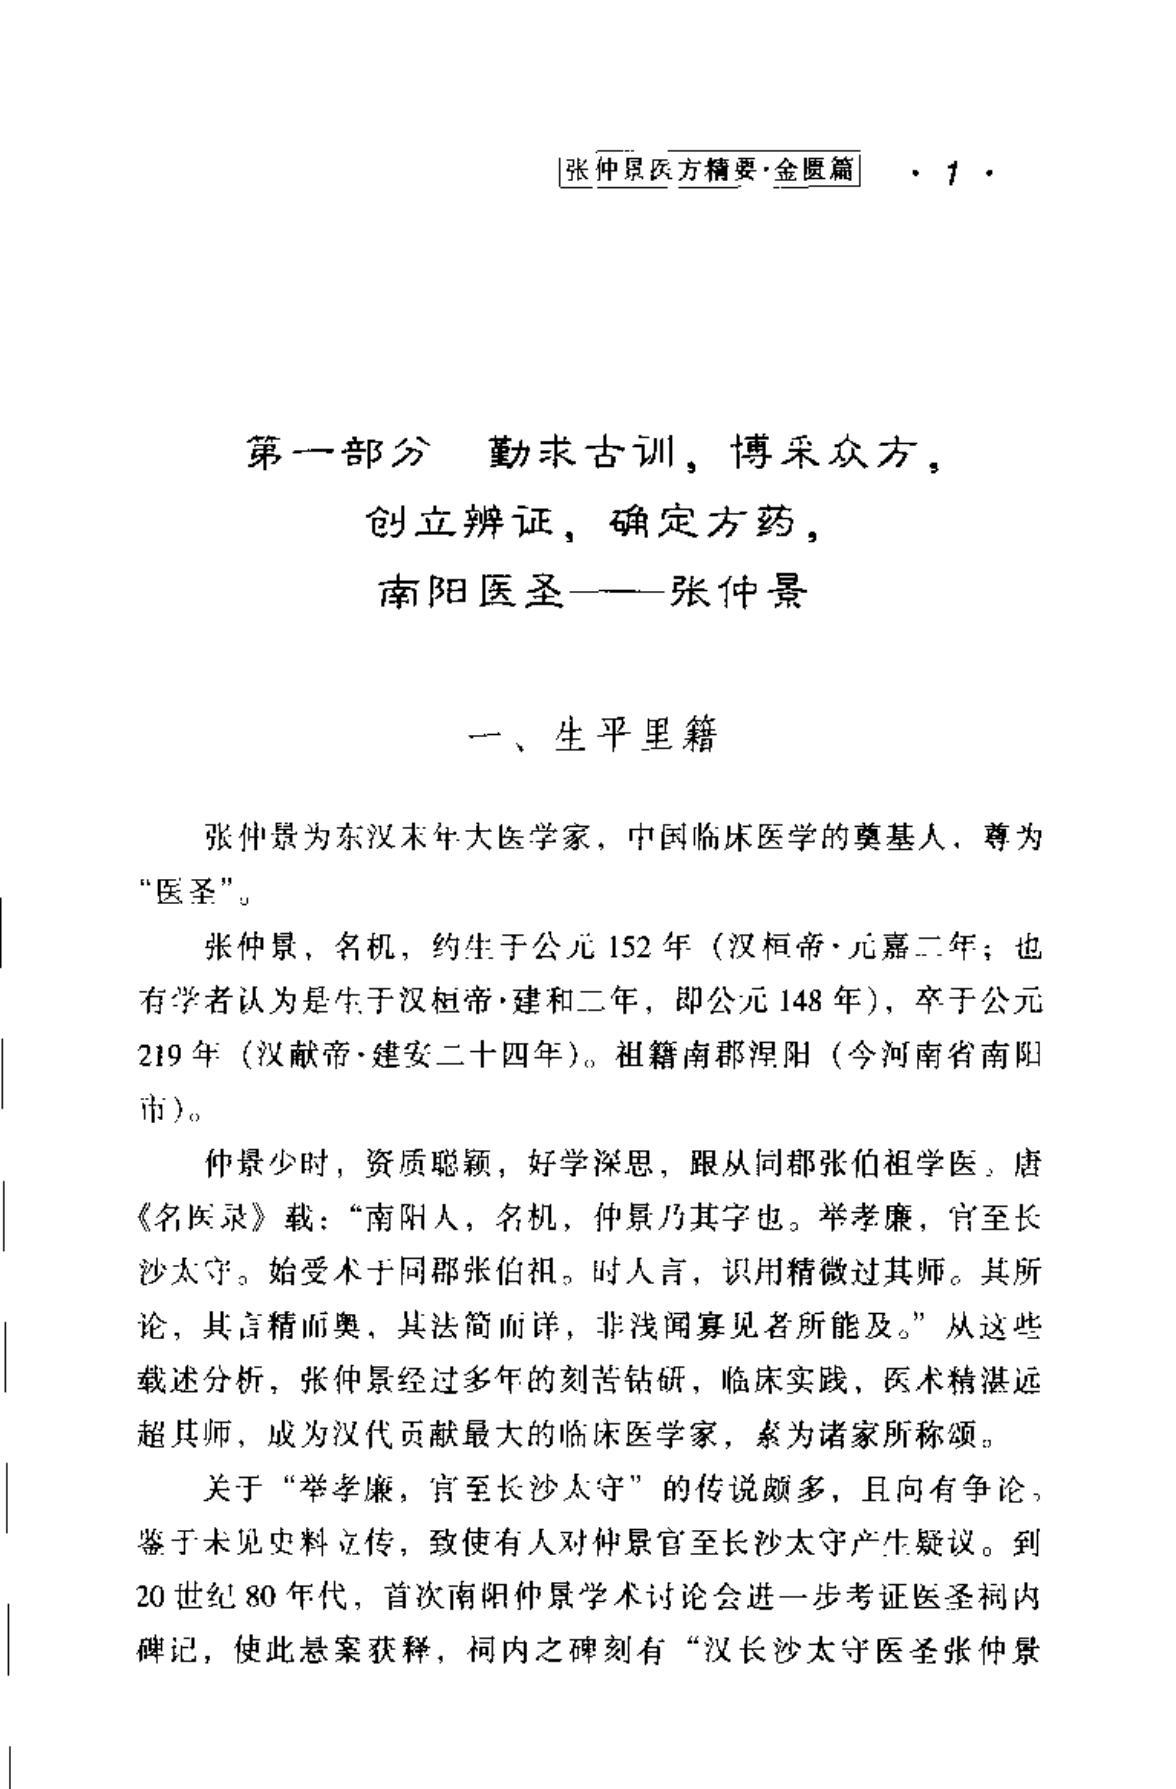 张仲景医方精要·金匮篇 · 1 ·
第一部分 勤求古训，博采众方，
创立辨证，确定方药，
南阳医圣——张仲景
一、生平里籍
张仲景为东汉末年大医学家，中国临床医学的奠基人，尊为
“医圣”。
张仲景，名机，约生于公元 152 年（汉桓帝·元嘉二年；也
有学者认为是生于汉桓帝·建和二年，即公元 148 年），卒于公元
219 年（汉献帝·建安二十四年）。祖籍南郡涅阳（今河南省南阳
市）。
仲景少时，资质聪颖，好学深思，跟从同郡张伯祖学医。唐
《名医录》载：“南阳人，名机，仲景乃其字也。举孝廉，官至长
沙太守。始受术于同郡张伯祖。时人言，识用精微过其师。其所
论，其言精而奥，其法简而详，非浅闻寡见者所能及。”从这些
载述分析，张仲景经过多年的刻苦钻研，临床实践，医术精湛远
超其师，成为汉代贡献最大的临床医学家，素为诸家所称颂。
关于“举孝廉，官至长沙太守”的传说颇多，且向有争论。
鉴于未见史料立传，致使有人对仲景官至长沙太守产生疑议。到
20 世纪 80 年代，首次南阳仲景学术讨论会进一步考证医圣祠内
碑记，使此悬案获释，祠内之碑刻有“汉长沙太守医圣张仲景